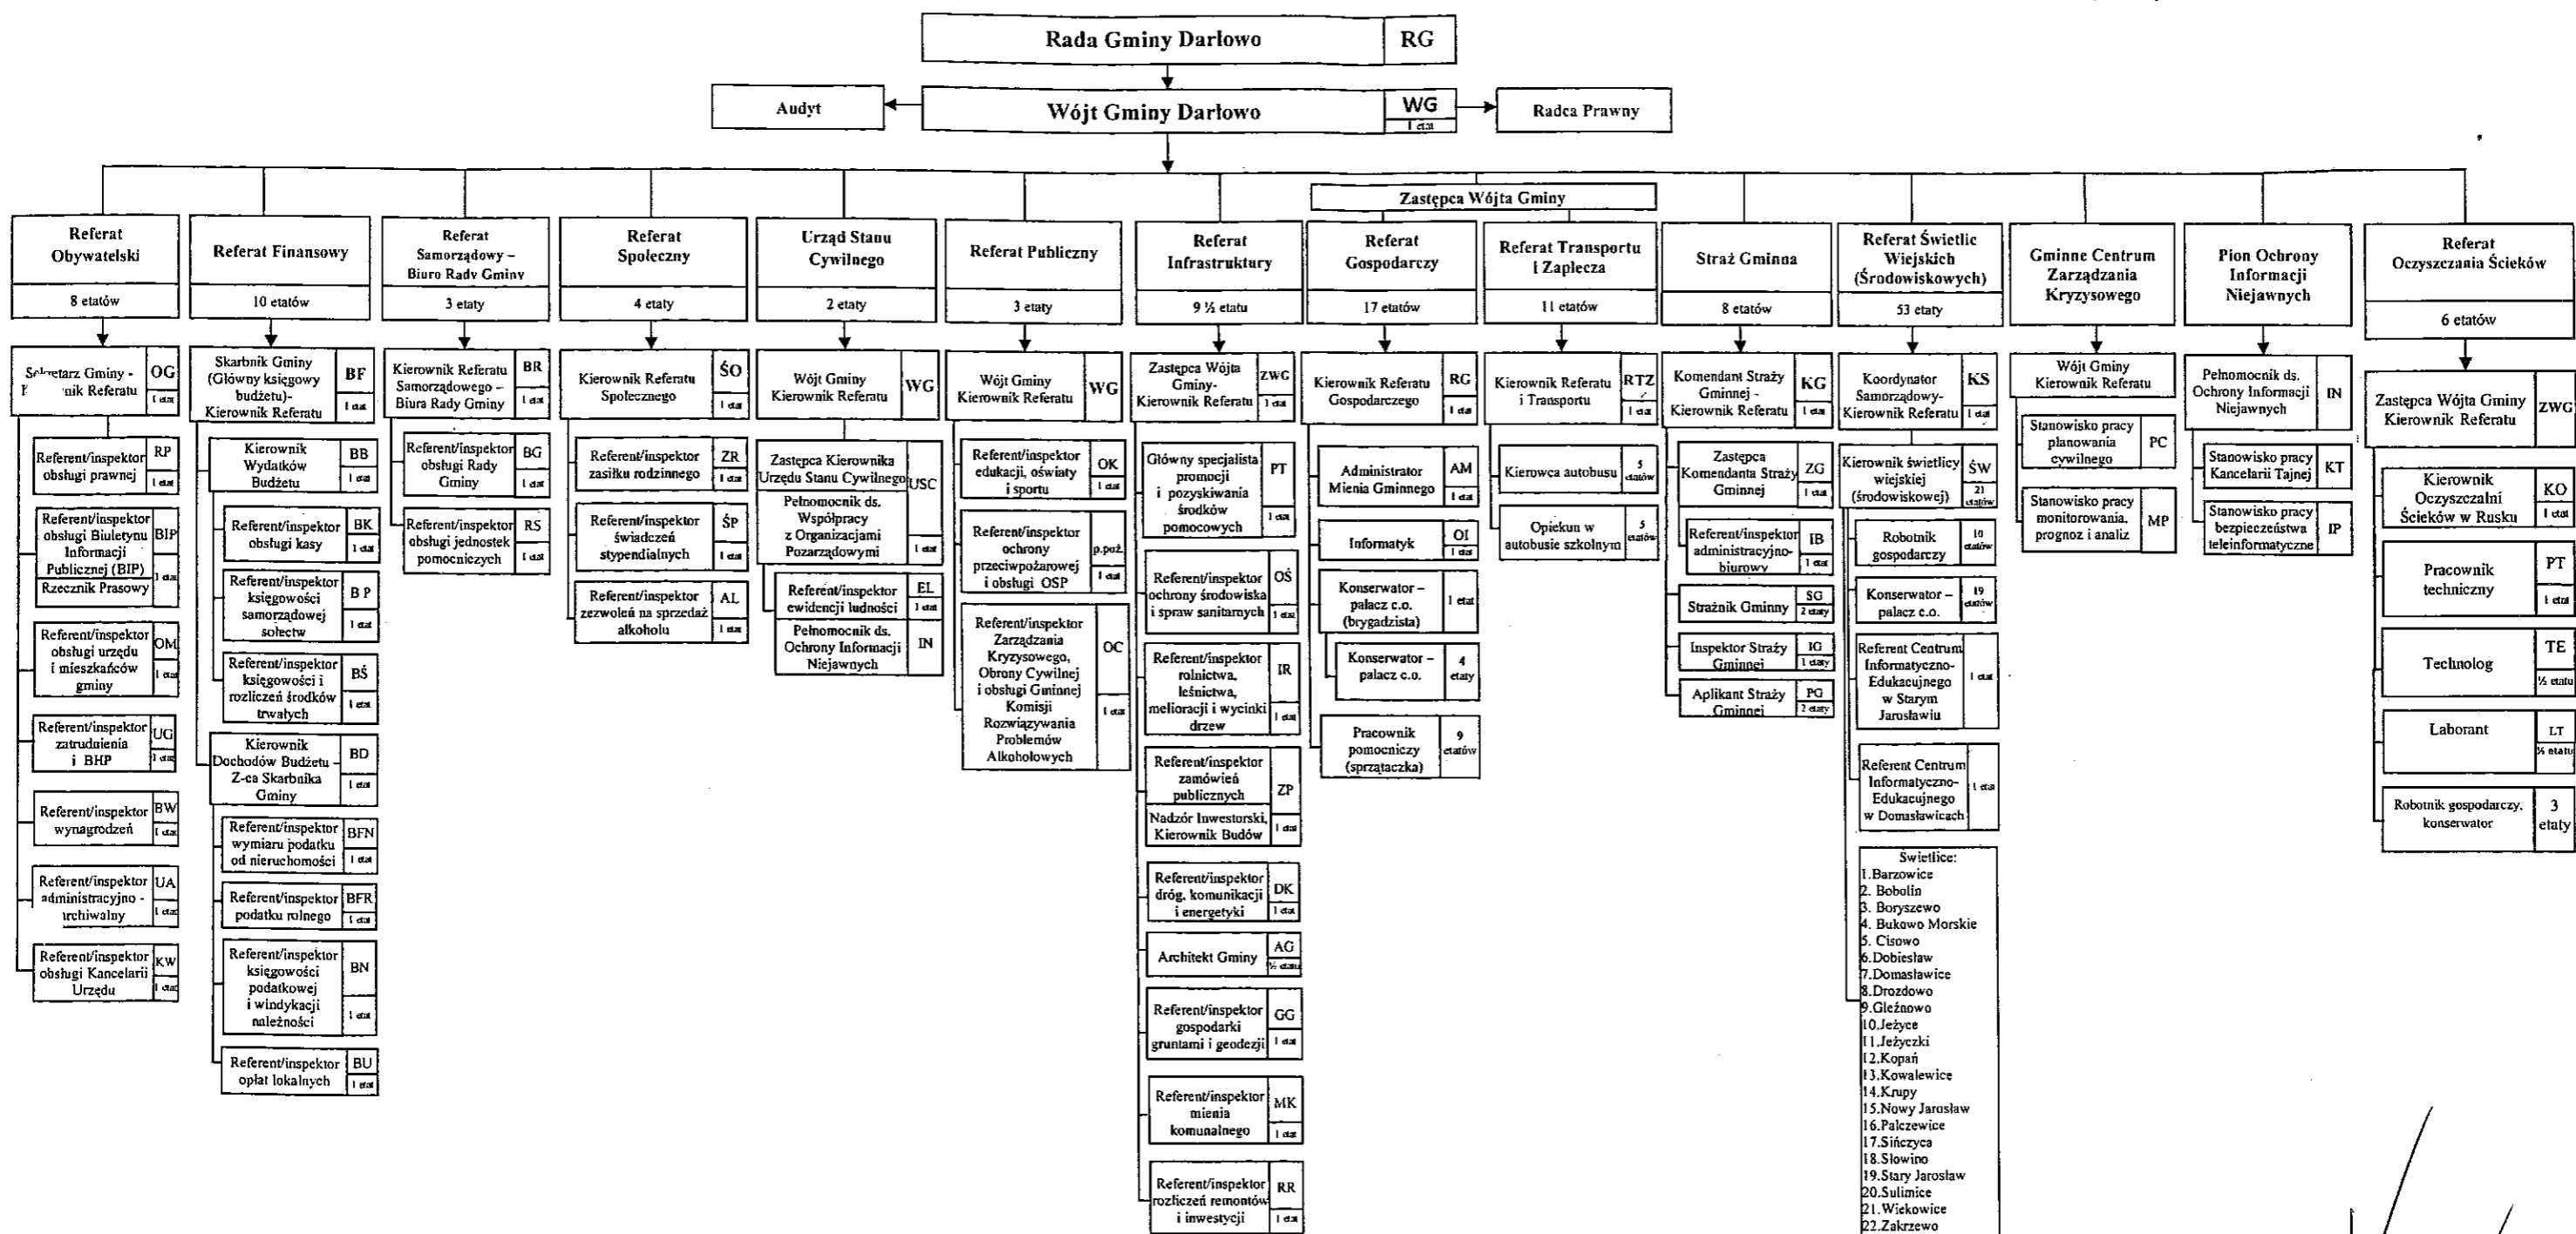 Rada Gminy Darłowo
RG
Audyt
Wójt Gminy Darłowo
WG
1 etat
Radca Prawny
Zastępca Wójta Gminy
Referat
Obywatelski
8 etatów
Sekretarz Gminy -
nik Referatu
OG
1 etat
Referent/inspektor
obsługi prawnej
RP
1 etat
Referent/inspektor
obsługi Biuletynu
Informacji
Publicznej (BIP)
Rzecznik Prasowy
BIP
1 etat
Referent/inspektor
obsługi urzędu
i mieszkańców
gminy
OM
1 etat
Referent/inspektor
zatrudnienia
i BHP
UG
1 etat
Referent/inspektor
wynagrodzeń
BW
1 etat
Referent/inspektor
administracyjno -
archiwalny
UA
1 etat
Referent/inspektor
obsługi Kancelarii
Urzędu
KW
1 etat
Referat Finansowy
10 etatów
Skarbnik Gminy
(Główny księgowy
budżetu)-
Kierownik Referatu
BF
1 etat
Kierownik
Wydatków
Budżetu
BB
1 etat
Referent/inspektor
obsługi kasy
BK
1 etat
Referent/inspektor
księgowości
samorządowej
sołectw
BP
1 etat
Referent/inspektor
księgowości i
rozliczeń środków
trwałych
BŚ
1 etat
Kierownik
Dochodów Budżetu –
Z-ca Skarbnika
Gminy
BD
1 etat
Referent/inspektor
wymiaru podatku
od nieruchomości
BFN
1 etat
Referent/inspektor
podatku rolnego
BFR
1 etat
Referent/inspektor
księgowości
podatkowej
i windykacji
należności
BN
1 etat
Referent/inspektor
opłat lokalnych
BU
1 etat
Referat
Samorządowy –
Biuro Rady Gminy
3 etaty
Kierownik Referatu
Samorządowego –
Biura Rady Gminy
BR
1 etat
Referent/inspektor
obsługi Rady
Gminy
BG
1 etat
Referent/inspektor
obsługi jednostek
pomocniczych
RS
1 etat
Referat
Społeczny
4 etaty
Kierownik Referatu
Społecznego
ŚO
1 etat
Referent/inspektor
zasiłku rodzinnego
ZR
1 etat
Referent/inspektor
świadczeń
stypendialnych
ŚP
1 etat
Referent/inspektor
zezwoleń na sprzedaż
alkoholu
AL
1 etat
Urząd Stanu
Cywilnego
2 etaty
Wójt Gminy
Kierownik Referatu
WG
Zastępca Kierownika
Urzędu Stanu Cywilnego
Pełnomocnik ds.
Współpracy
z Organizacjami
Pozarządowymi
USC
1 etat
Referent/inspektor
ewidencji ludności
EL
1 etat
Pełnomocnik ds.
Ochrony Informacji
Niejawnych
IN
Referat Publiczny
3 etaty
Wójt Gminy
Kierownik Referatu
WG
Referent/inspektor
edukacji, oświaty
i sportu
OK
1 etat
Referent/inspektor
ochrony
przeciwpożarowej
i obsługi OSP
p.poż.
1 etat
Referent/inspektor
Zarządzania
Kryzysowego,
Obrony Cywilnej
i obsługi Gminnej
Komisji
Rozwiązywania
Problemów
Alkoholowych
OC
1 etat
Referat
Infrastruktury
9 ½ etatu
Zastępca Wójta
Gminy-
Kierownik Referatu
ZWG
1 etat
Główny specjalista
promocji
i pozyskiwania
środków
pomocowych
PT
1 etat
Referent/inspektor
ochrony środowiska
i spraw sanitarnych
OŚ
1 etat
Referent/inspektor
rolnictwa,
leśnictwa,
melioracji i wycinki
drzew
IR
1 etat
Referent/inspektor
zamówień
publicznych
Nadzór Inwestorski,
Kierownik Budów
ZP
1 etat
Referent/inspektor
dróg, komunikacji
i energetyki
DK
1 etat
Architekt Gminy
AG
½ etatu
Referent/inspektor
gospodarki
gruntami i geodezji
GG
1 etat
Referent/inspektor
mienia
komunalnego
MK
1 etat
Referent/inspektor
rozliczeń remontów
i inwestycji
RR
1 etat
Referat
Gospodarczy
17 etatów
Kierownik Referatu
Gospodarczego
RG
1 etat
Administrator
Mienia Gminnego
AM
1 etat
Informatyk
OI
1 etat
Konserwator –
palacz c.o.
(brygadzista)
1 etat
Konserwator –
palacz c.o.
4
etaty
Pracownik
pomocniczy
(sprzątaczka)
9
etatów
Referat Transportu
i Zaplecza
11 etatów
Kierownik Referatu
i Transportu
RTZ
1 etat
Kierowca autobusu
5
etatów
Opiekun w
autobusie szkolnym
5
etatów
Straż Gminna
8 etatów
Komendant Straży
Gminnej -
Kierownik Referatu
KG
1 etat
Zastępca
Komendanta Straży
Gminnej
ZG
1 etat
Referent/inspektor
administracyjno-
biurowy
IB
1 etat
Strażnik Gminny
SG
2 etaty
Inspektor Straży
Gminnej
IG
1 etaty
Aplikant Straży
Gminnej
PG
2 etaty
Referat Świetlic
Wiejskich
(Środowiskowych)
53 etaty
Koordynator
Samorządowy-
Kierownik Referatu
KS
1 etat
Kierownik świetlicy
wiejskiej
(środowiskowej)
ŚW
21
etatów
Robotnik
gospodarczy
10
etatów
Konserwator –
palacz c.o.
19
etatów
Referent Centrum
Informatyczno-
Edukacyjnego
w Starym
Jarosławiu
1 etat
Referent Centrum
Informatyczno-
Edukacujnego
w Domasławicach
1 etat
Świetlice:
1.Barzowice
2. Bobolin
3. Boryszewo
4. Bukowo Morskie
5. Cisowo
6.Dobiesław
7.Domasławice
8.Drozdowo
9.Gleźnowo
10.Jeżyce
11.Jeżyczki
12.Kopań
13.Kowalewice
14.Krupy
15.Nowy Jarosław
16.Palczewice
17.Sińczyca
18.Słowino
19.Stary Jarosław
20.Sulimice
21.Wiekowice
22.Zakrzewo
Gminne Centrum
Zarządzania
Kryzysowego
Wójt Gminy
Kierownik Referatu
Stanowisko pracy
planowania
cywilnego
PC
Stanowisko pracy
monitorowania,
prognoz i analiz
MP
Pion Ochrony
Informacji
Niejawnych
Pełnomocnik ds.
Ochrony Informacji
Niejawnych
IN
Stanowisko pracy
Kancelarii Tajnej
KT
Stanowisko pracy
bezpieczeństwa
teleinformatyczne
IP
Referat
Oczyszczania Ścieków
6 etatów
Zastępca Wójta Gminy
Kierownik Referatu
ZWG
Kierownik
Oczyszczalni
Ścieków w Rusku
KO
1 etat
Pracownik
techniczny
PT
1 etat
Technolog
TE
½ etatu
Laborant
LT
½ etatu
Robotnik gospodarczy,
konserwator
3
etaty